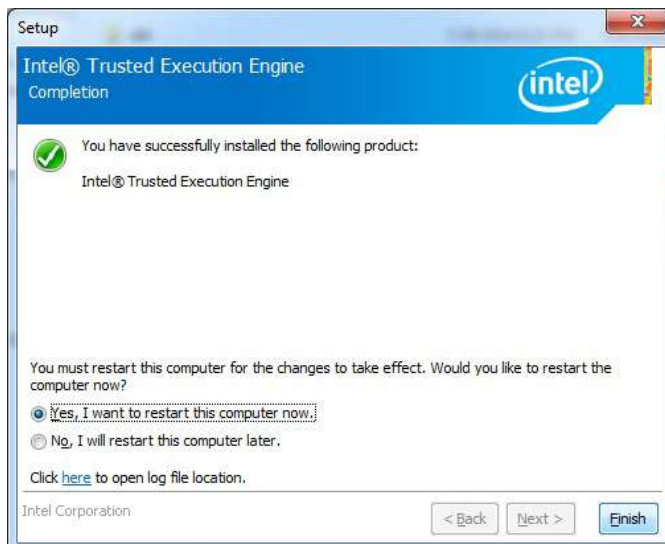 Setup
Intel® Trusted Execution Engine
Completion
intel
You have successfully installed the following product:
Intel® Trusted Execution Engine
You must restart this computer for the changes to take effect. Would you like to restart the
computer now?
Yes, I want to restart this computer now.
No, I will restart this computer later.
Click here to open log file location.
Intel Corporation
< Back Next > Finish